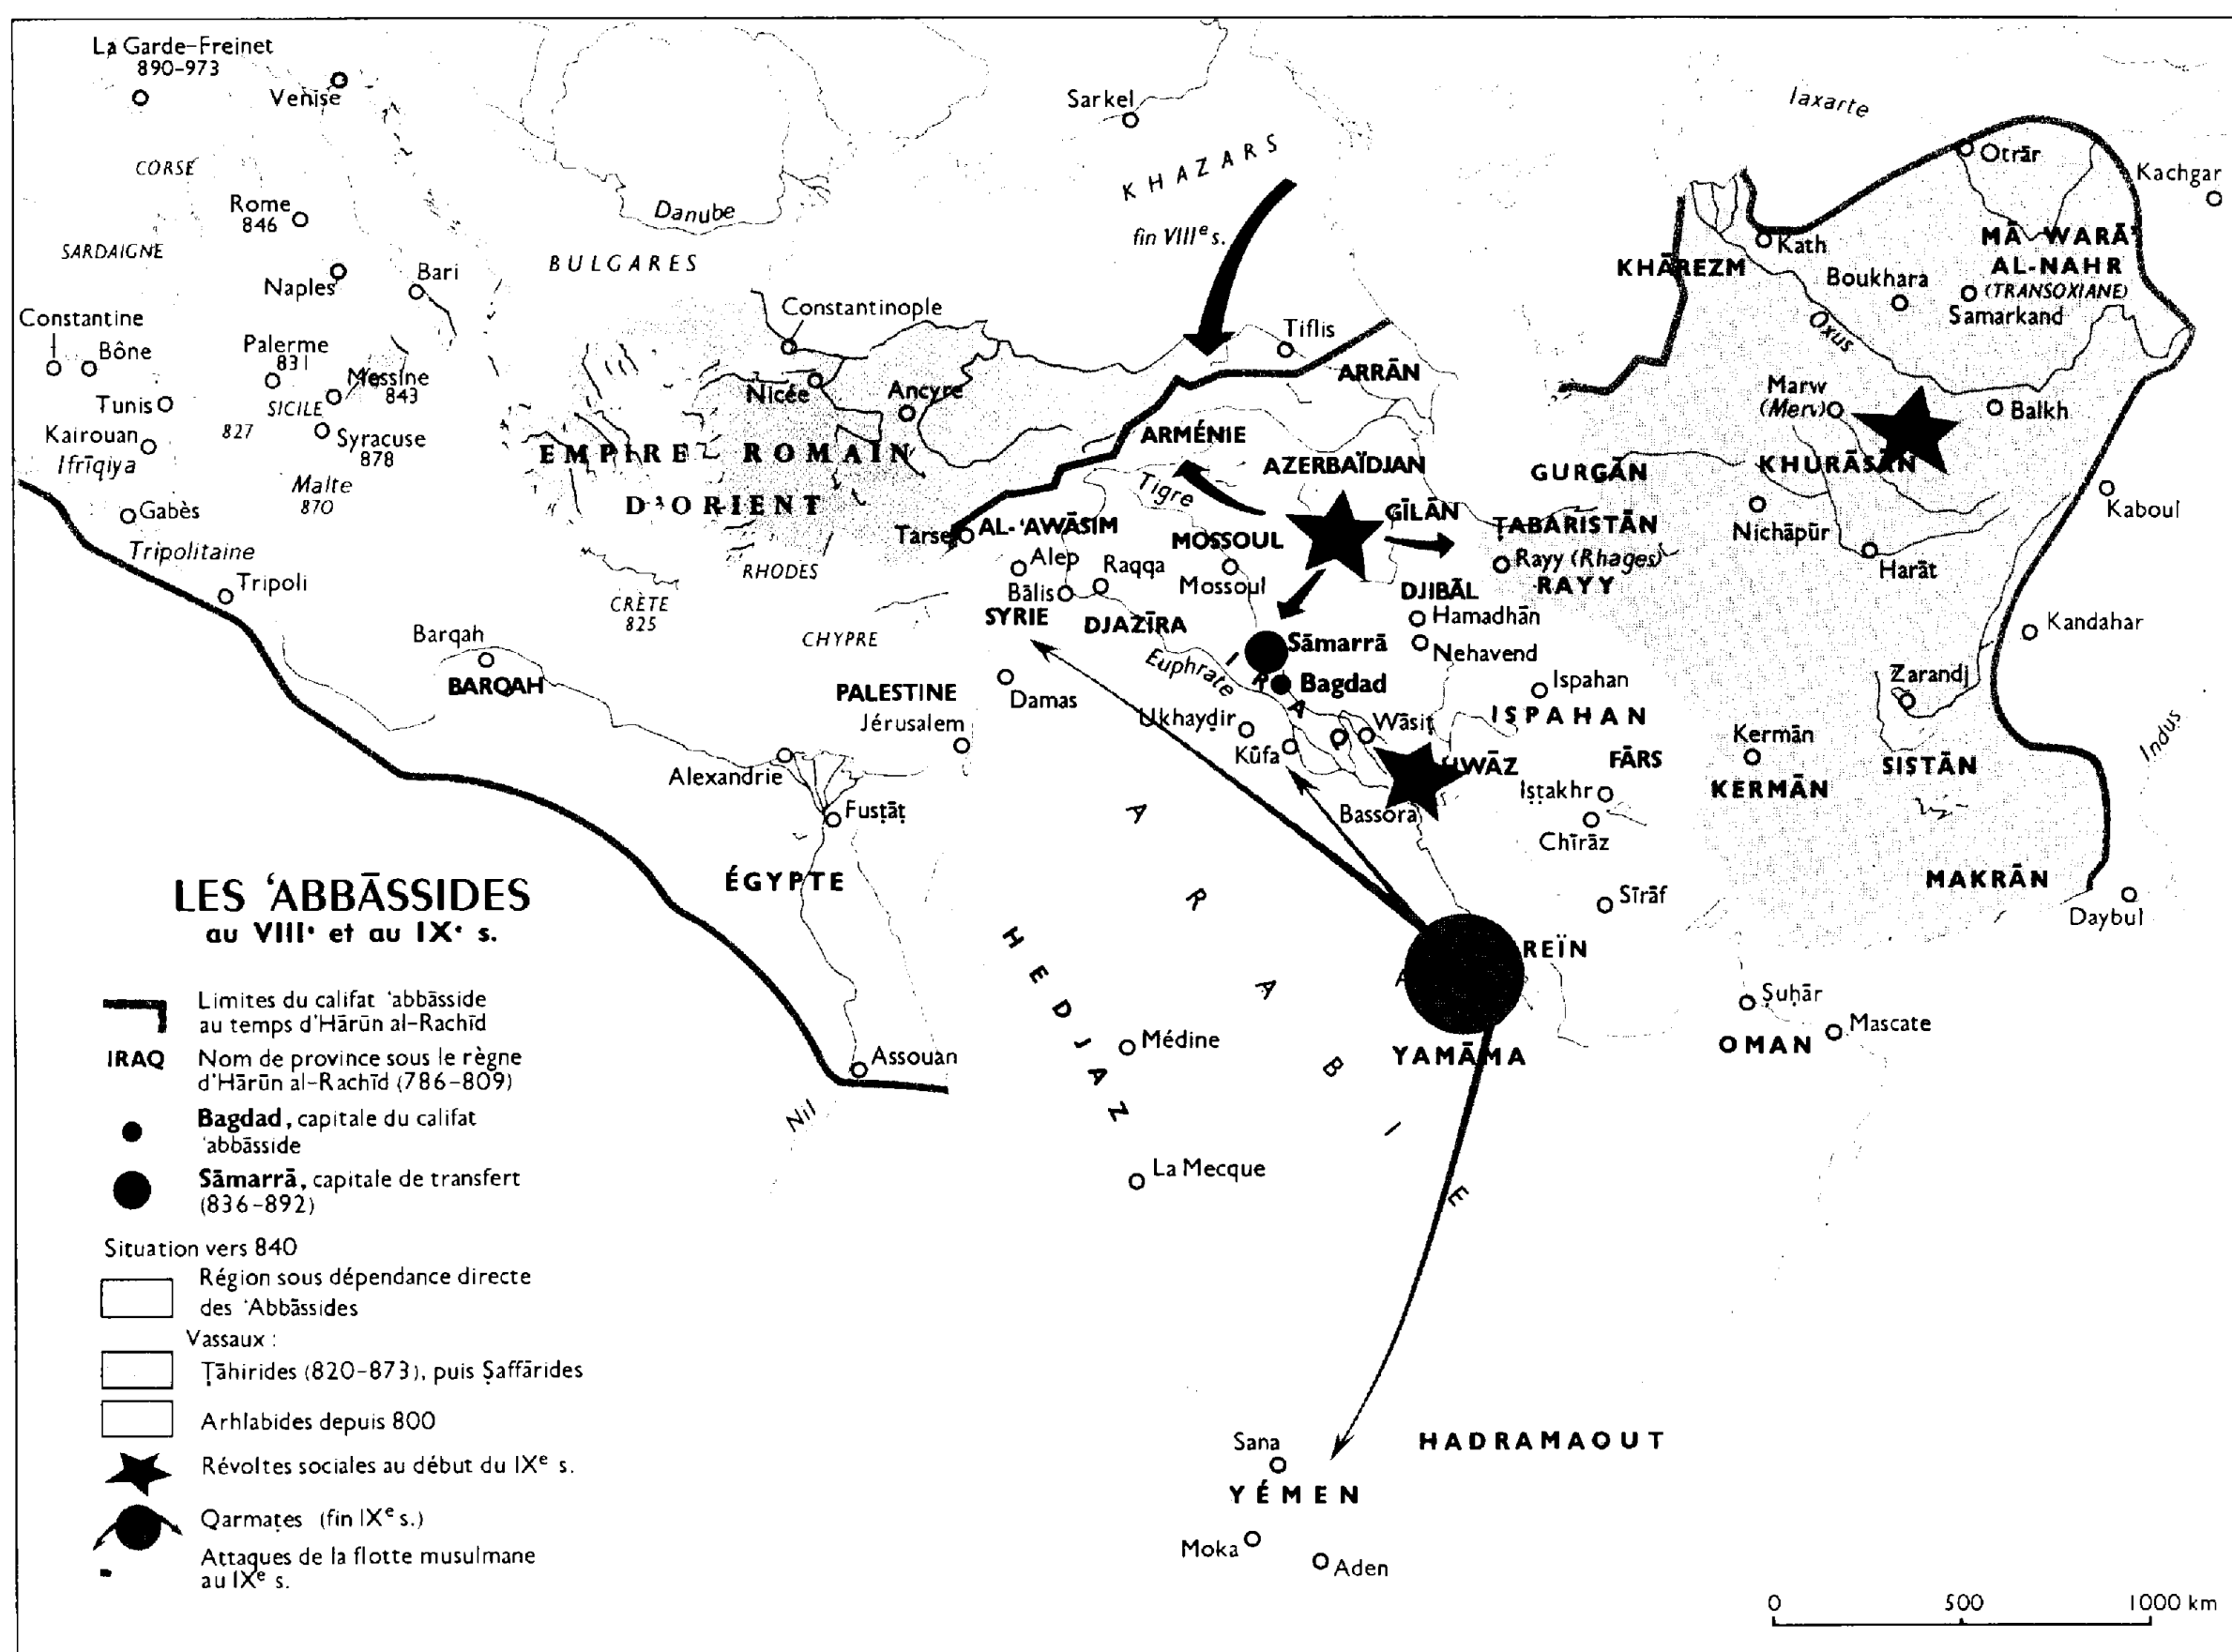 La Garde-Freinet
890-973
Venise
Sarkel
Iaxarte
Otrār
Kachgar
CORSE
KHAZARS
Rome
846
Danube
fin VIIIe s.
SARDAIGNE
BULGARES
Naples
Bari
KHĀREZM
Kath
MĀ WARĀ'
AL-NAHR
(TRANSOXIANE)
Boukhara
Samarkand
Oxus
Constantine
Bône
Constantinople
Tiflis
Palerme
831
Messine
843
Nicée
Ancyre
ARRĀN
Marw
(Merv)
Balkh
Tunis
SICILE
827
Kairouan
Ifrīqiya
Syracuse
878
EMPIRE ROMAIN
D'ORIENT
ARMÉNIE
AZERBAÏDJAN
GURGĀN
KHURĀSĀN
Malte
870
Tigre
Gabès
GĪLĀN
ṬABARISTĀN
Nichāpūr
Kaboul
Tarse
AL-'AWĀSIM
MOSSOUL
Tripolitaine
Tripoli
RHODES
Alep
Raqqa
Mossoul
Rayy (Rhages)
RAYY
Harāt
CRÈTE
825
Bālis
DJIBĀL
Hamadhān
SYRIE
DJAZĪRA
Barqah
CHYPRE
Sāmarrā
Nehavend
Kandahar
BARQAH
Euphrate
IRAQ
Bagdad
Ispahan
Zarandj
PALESTINE
Jérusalem
Damas
Ukhayḍir
Wāsiṭ
ISPAHAN
Indus
Kūfa
Kermān
Alexandrie
WĀZ
FĀRS
SISTĀN
Fusṭāṭ
Bassora
Iṣṭakhr
KERMĀN
Chīrāz
ÉGYPTE
MAKRĀN
Sīrāf
Daybul
ARABIE
HEDJAZ
REÏN
Ṣuḥār
Mascate
OMAN
Médine
YAMĀMA
Assouan
Nil
La Mecque
Sana
HADRAMAOUT
YÉMEN
Moka
Aden
LES 'ABBĀSSIDES
au VIIIe et au IXe s.
Limites du califat 'abbāsside
au temps d'Hārūn al-Rachīd
IRAQ Nom de province sous le règne
d'Hārūn al-Rachīd (786-809)
Bagdad, capitale du califat
'abbāsside
Sāmarrā, capitale de transfert
(836-892)
Situation vers 840
Région sous dépendance directe
des 'Abbāssides
Vassaux :
Ṭāhirides (820-873), puis Ṣaffārides
Arhlabides depuis 800
Révoltes sociales au début du IXe s.
Qarmaṭes (fin IXe s.)
Attaques de la flotte musulmane
au IXe s.
0 500 1000 km